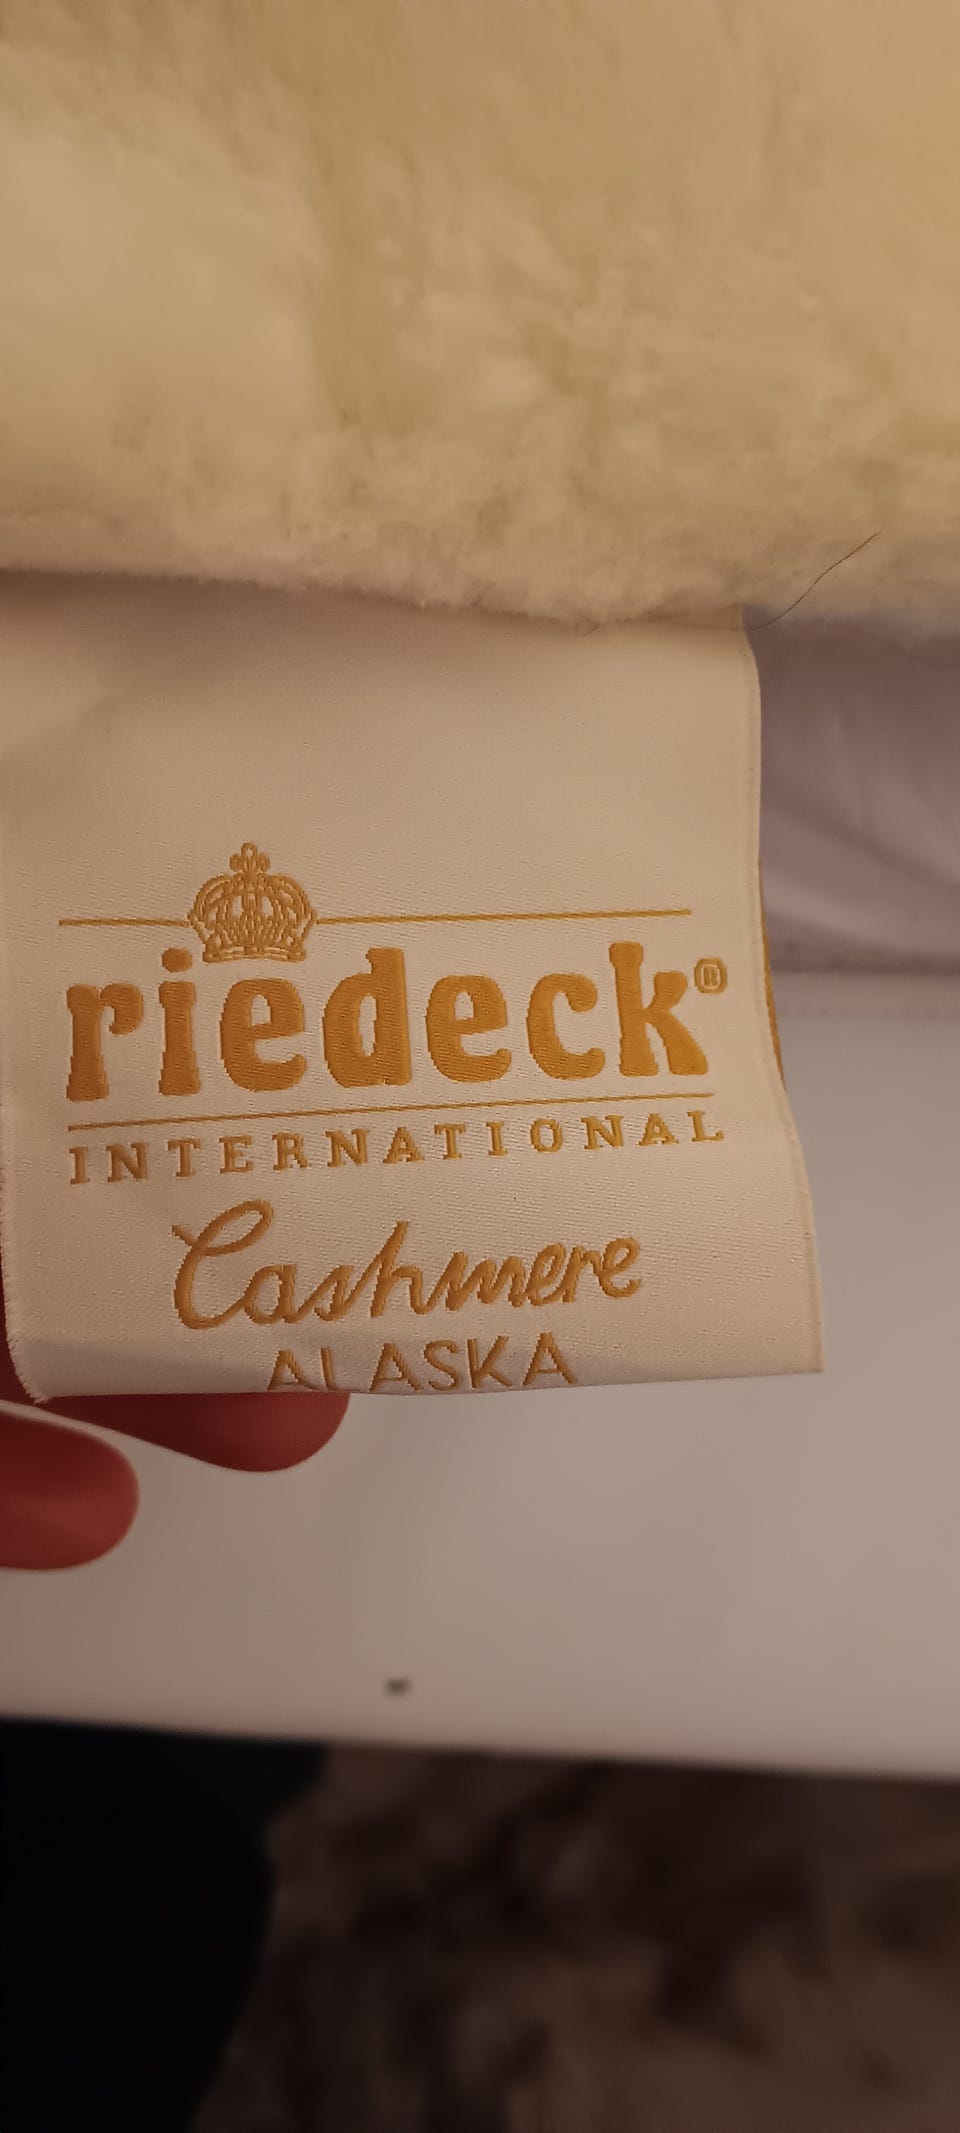 riedeck®
INTERNATIONAL
Cashmere
ALASKA